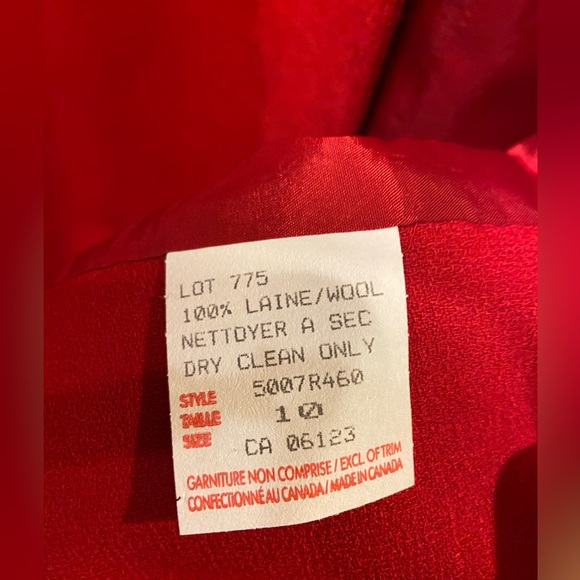 LOT 775
100% LAINE/WOOL
NETTOYER A SEC
DRY CLEAN ONLY
STYLE 5007R460
TAILLE 10
SIZE CA 06123
GARNITURE NON COMPRISE / EXCL OF TRIM
CONFECTIONNÉ AU CANADA / MADE IN CANADA